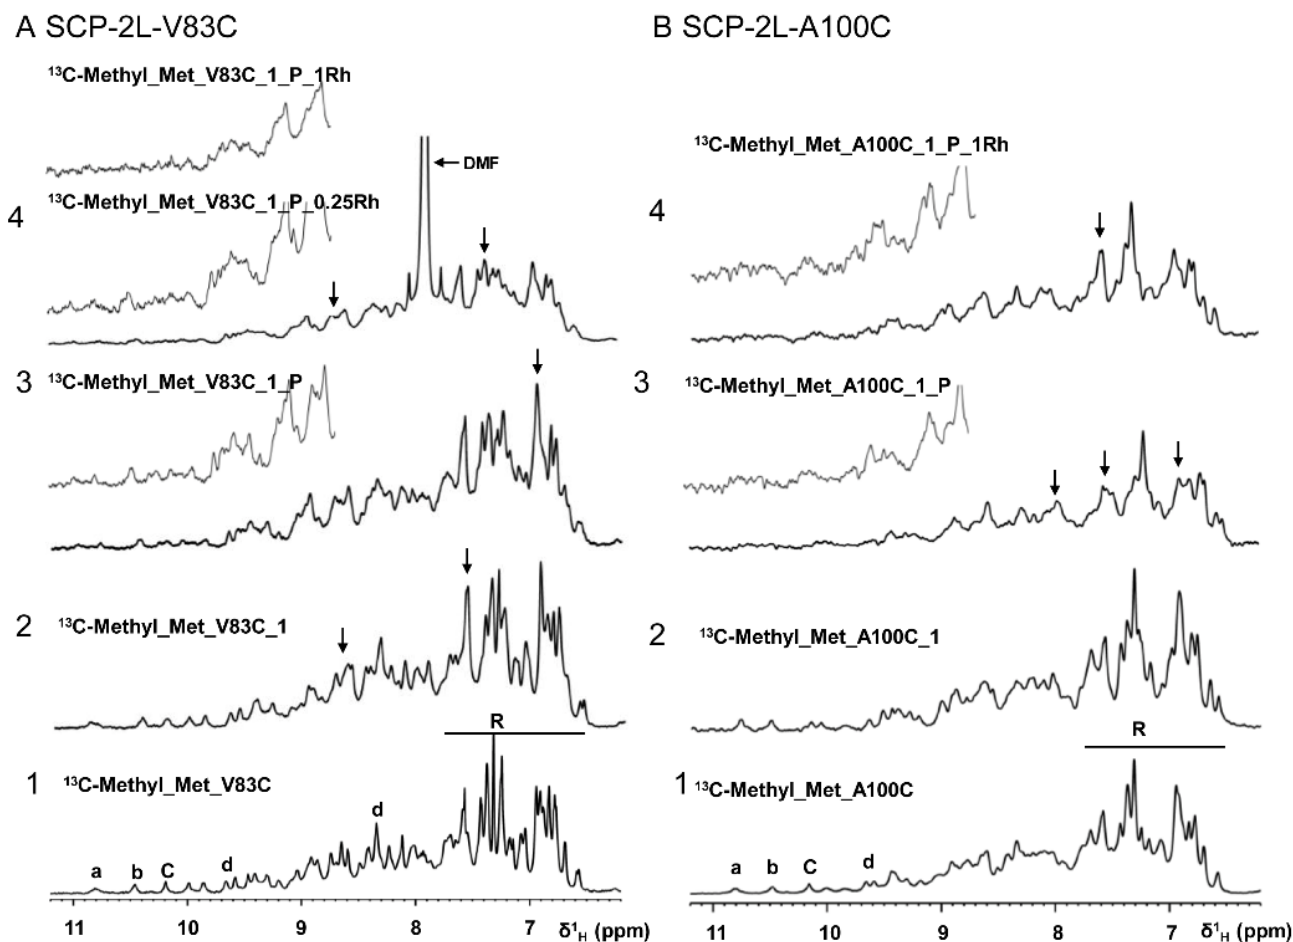 A SCP-2L-V83C
¹³C-Methyl_Met_V83C_1_P_1Rh
DMF
4
¹³C-Methyl_Met_V83C_1_P_0.25Rh
3
¹³C-Methyl_Met_V83C_1_P
2
¹³C-Methyl_Met_V83C_1
R
1
¹³C-Methyl_Met_V83C
a b C d d
11 10 9 8 7 δ¹H (ppm)
B SCP-2L-A100C
¹³C-Methyl_Met_A100C_1_P_1Rh
4
3
¹³C-Methyl_Met_A100C_1_P
2
¹³C-Methyl_Met_A100C_1
R
1
¹³C-Methyl_Met_A100C
a b C d
11 10 9 8 7 δ¹H (ppm)